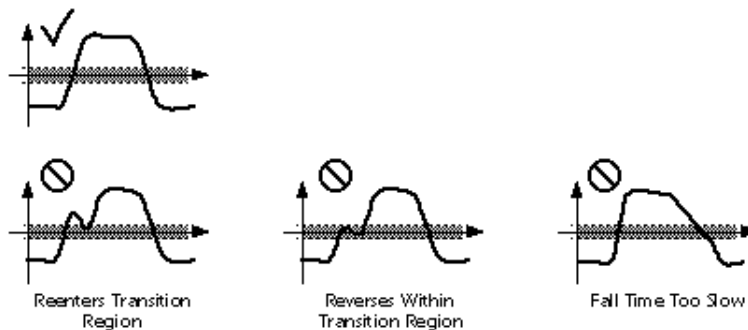 Reenters Transition
Region
Reverses Within
Transition Region
Fall Time Too Slow